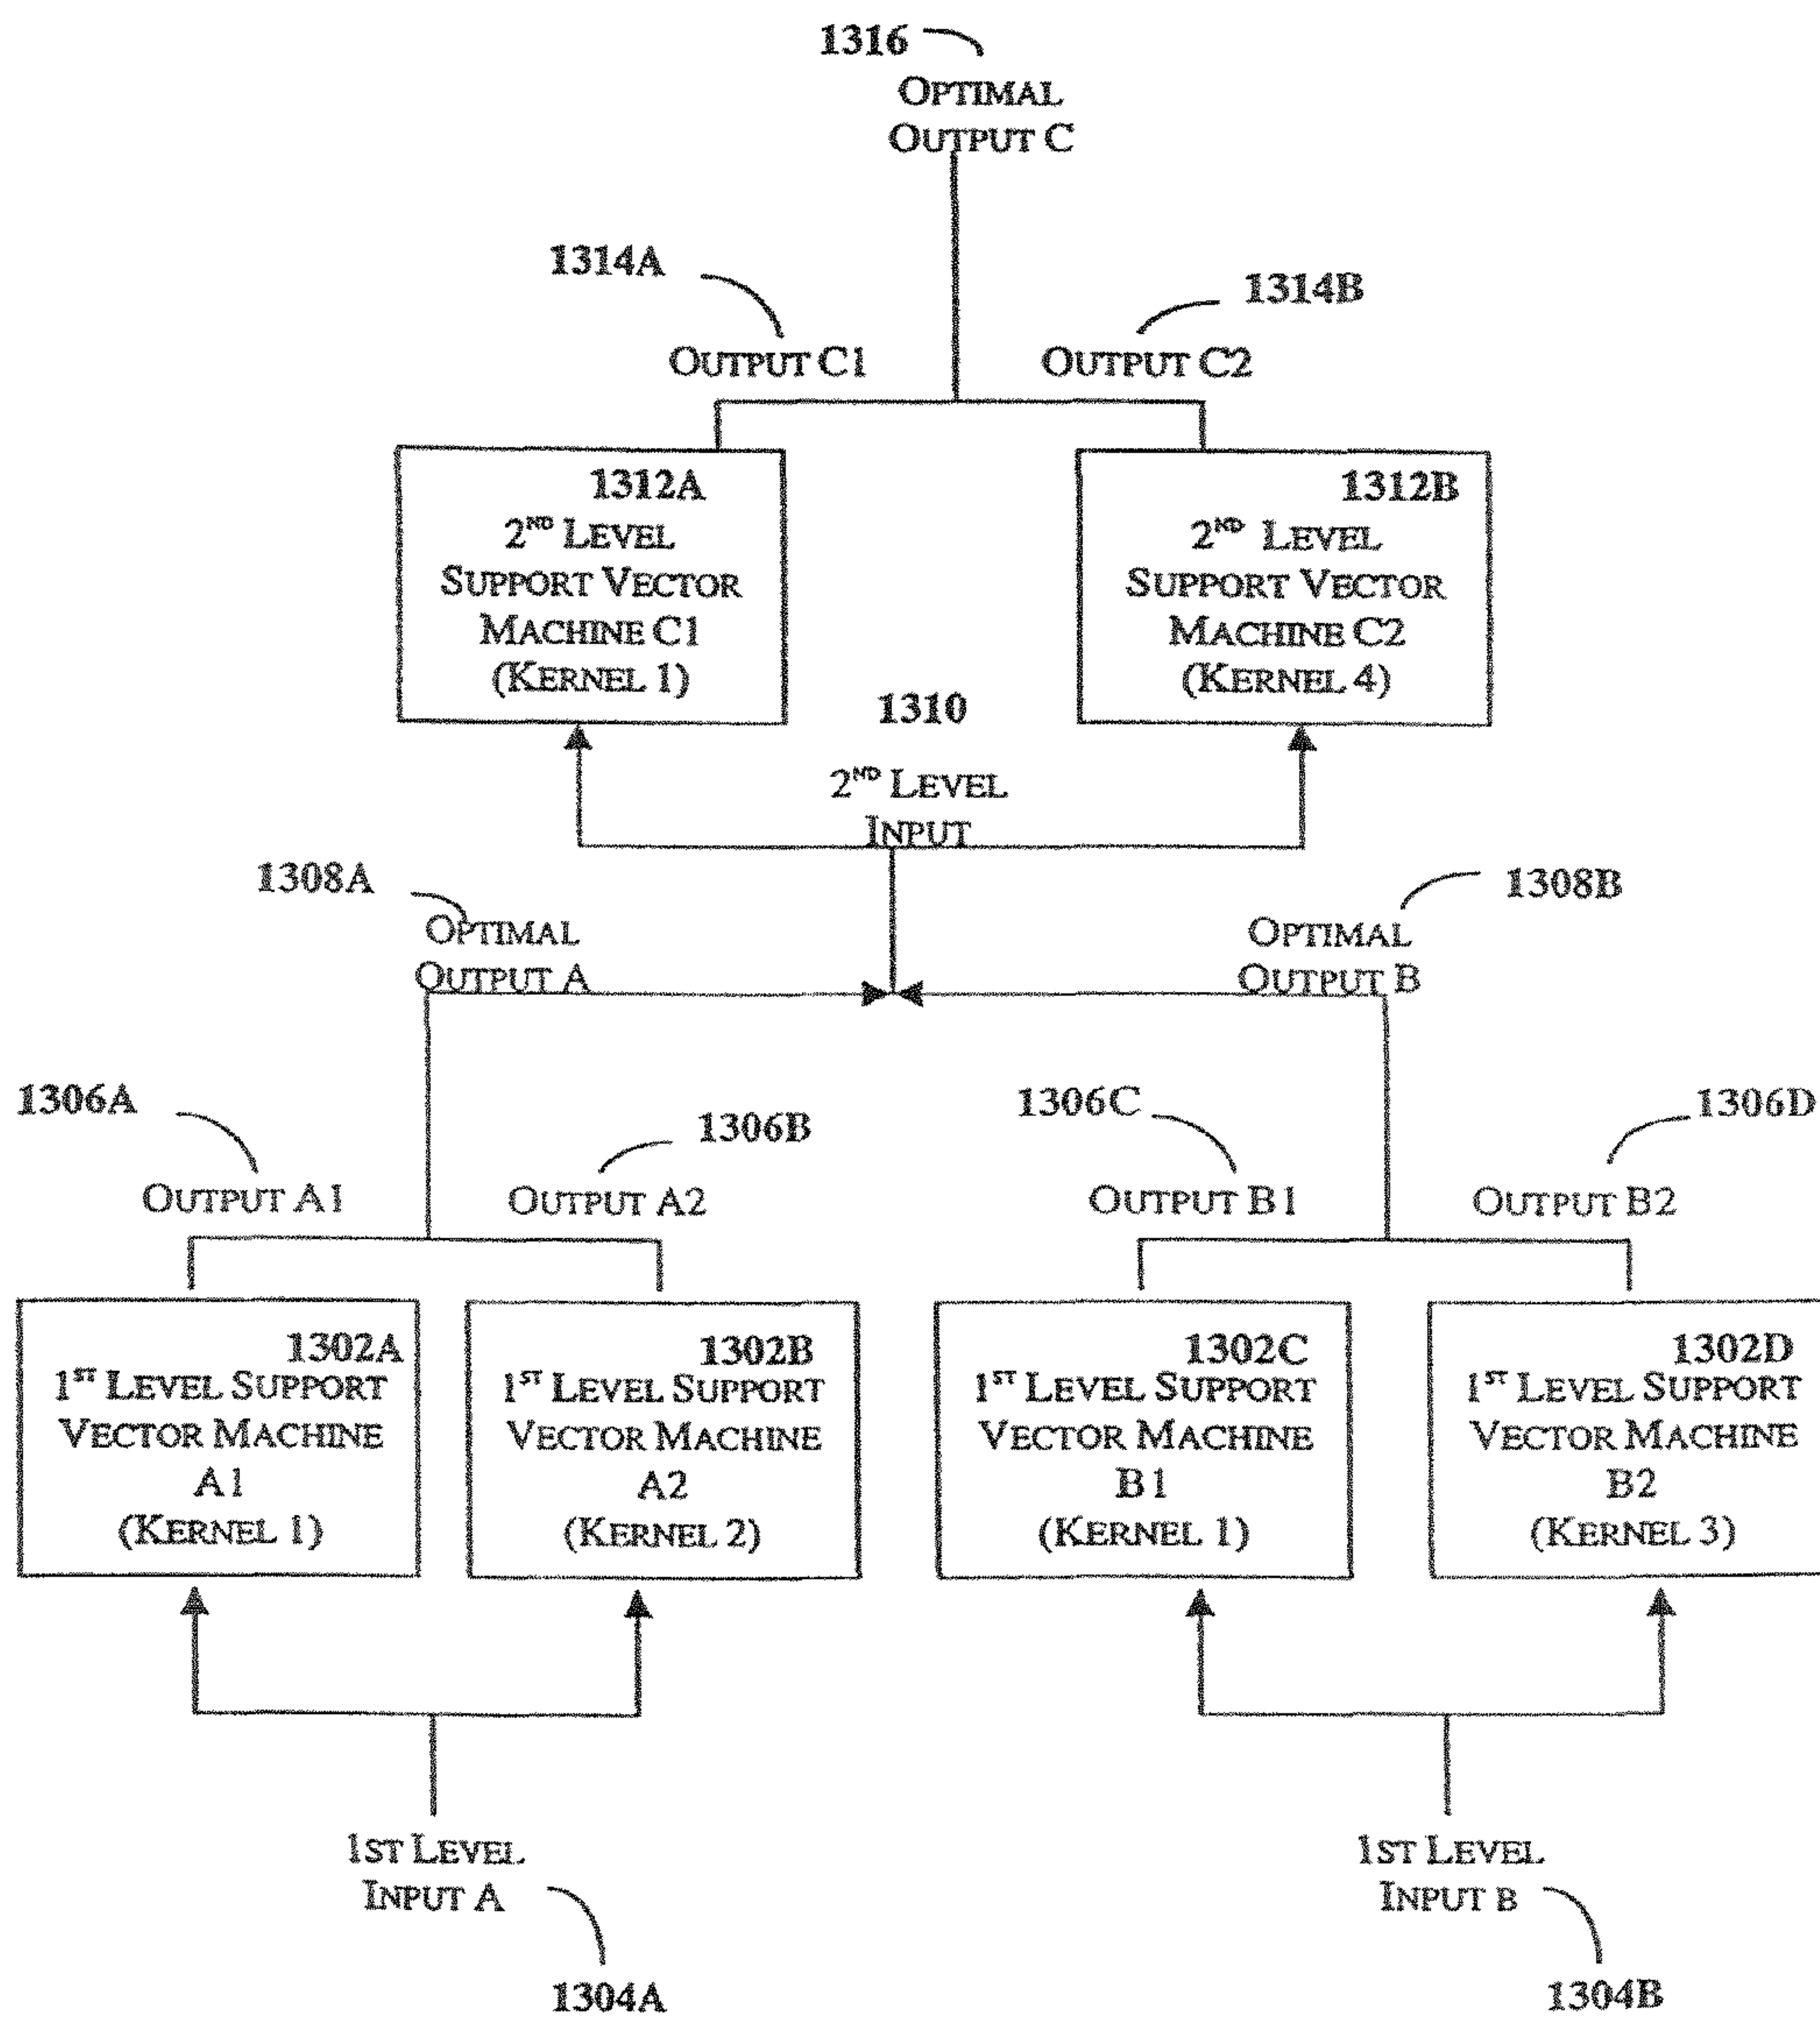 1316
OPTIMAL
OUTPUT C
1314A
1314B
OUTPUT C1
OUTPUT C2
1312A
2ND LEVEL
SUPPORT VECTOR
MACHINE C1
(KERNEL 1)
1312B
2ND LEVEL
SUPPORT VECTOR
MACHINE C2
(KERNEL 4)
1310
2ND LEVEL
INPUT
1308A
OPTIMAL
OUTPUT A
1308B
OPTIMAL
OUTPUT B
1306A
OUTPUT A1
1306B
OUTPUT A2
1306C
OUTPUT B1
1306D
OUTPUT B2
1302A
1ST LEVEL SUPPORT
VECTOR MACHINE
A1
(KERNEL 1)
1302B
1ST LEVEL SUPPORT
VECTOR MACHINE
A2
(KERNEL 2)
1302C
1ST LEVEL SUPPORT
VECTOR MACHINE
B1
(KERNEL 1)
1302D
1ST LEVEL SUPPORT
VECTOR MACHINE
B2
(KERNEL 3)
1ST LEVEL
INPUT A
1304A
1ST LEVEL
INPUT B
1304B